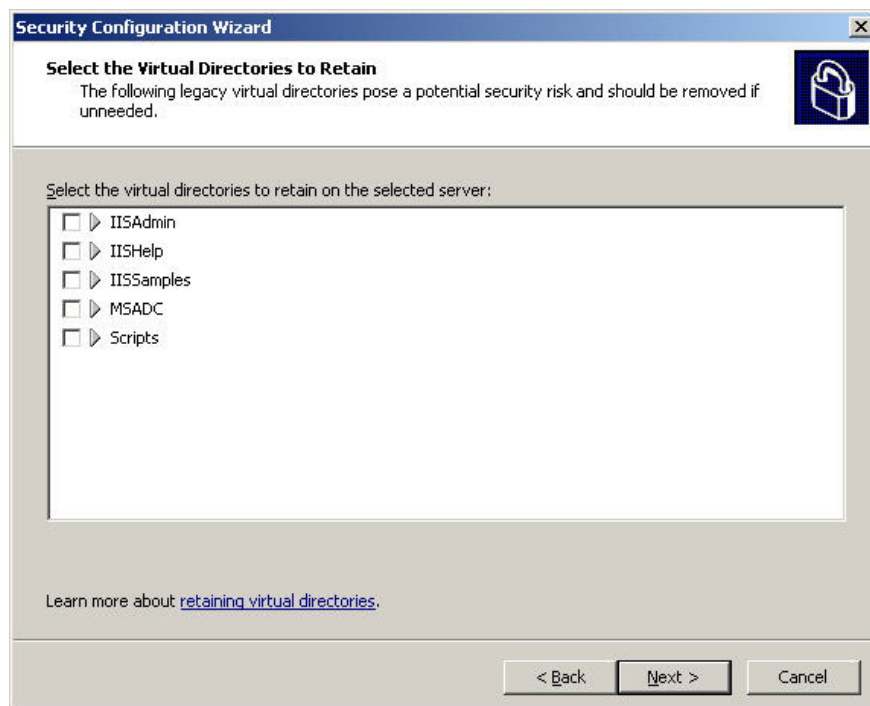 Security Configuration Wizard
Select the Virtual Directories to Retain
The following legacy virtual directories pose a potential security risk and should be removed if
unneeded.
Select the virtual directories to retain on the selected server:
IISAdmin
IISHelp
IISSamples
MSADC
Scripts
Learn more about retaining virtual directories.
< Back
Next >
Cancel